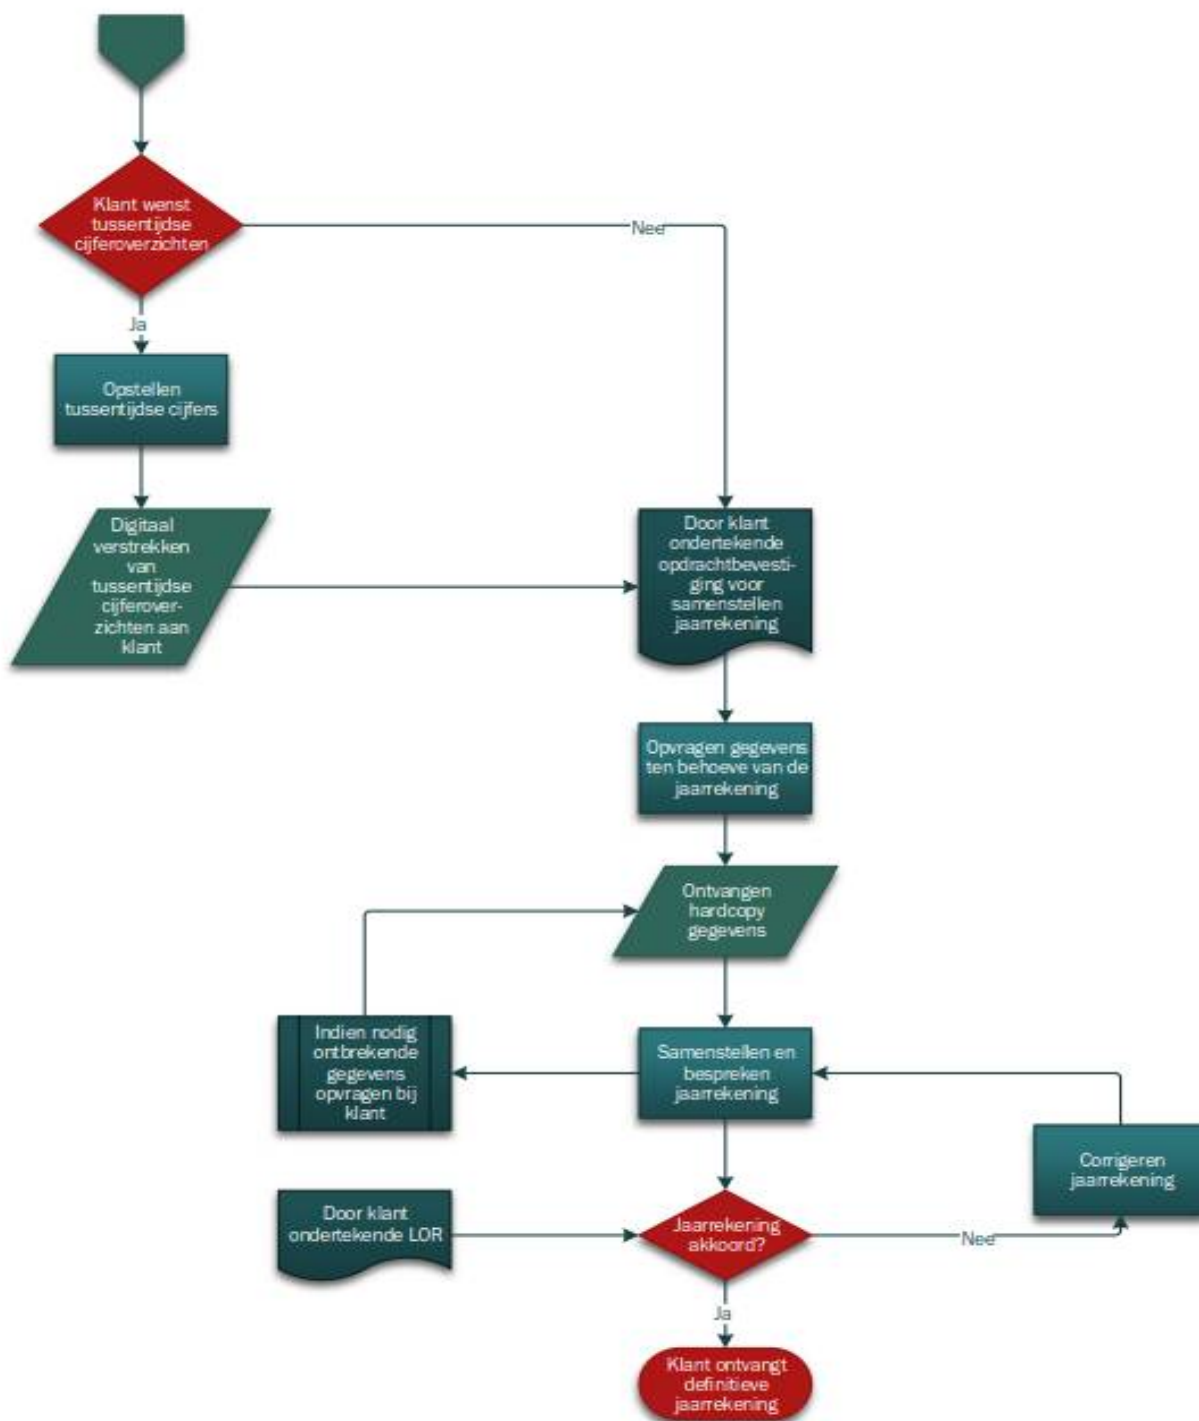 Klant wenst
tussentijdse
cijferoverzichten
Nee
Ja
Opstellen
tussentijdse cijfers
Digitaal
verstrekken
van
tussentijdse
cijferover-
zichten aan
klant
Door klant
ondertekende
opdrachtbevesti-
ging voor
samenstellen
jaarrekening
Opvragen gegevens
ten behoeve van de
jaarrekening
Ontvangen
hardcopy
gegevens
Indien nodig
ontbrekende
gegevens
opvragen bij
klant
Samenstellen en
bespreken
jaarrekening
Corrigeren
jaarrekening
Door klant
ondertekende LOR
Jaarrekening
akkoord?
Nee
Ja
Klant ontvangt
definitieve
jaarrekening